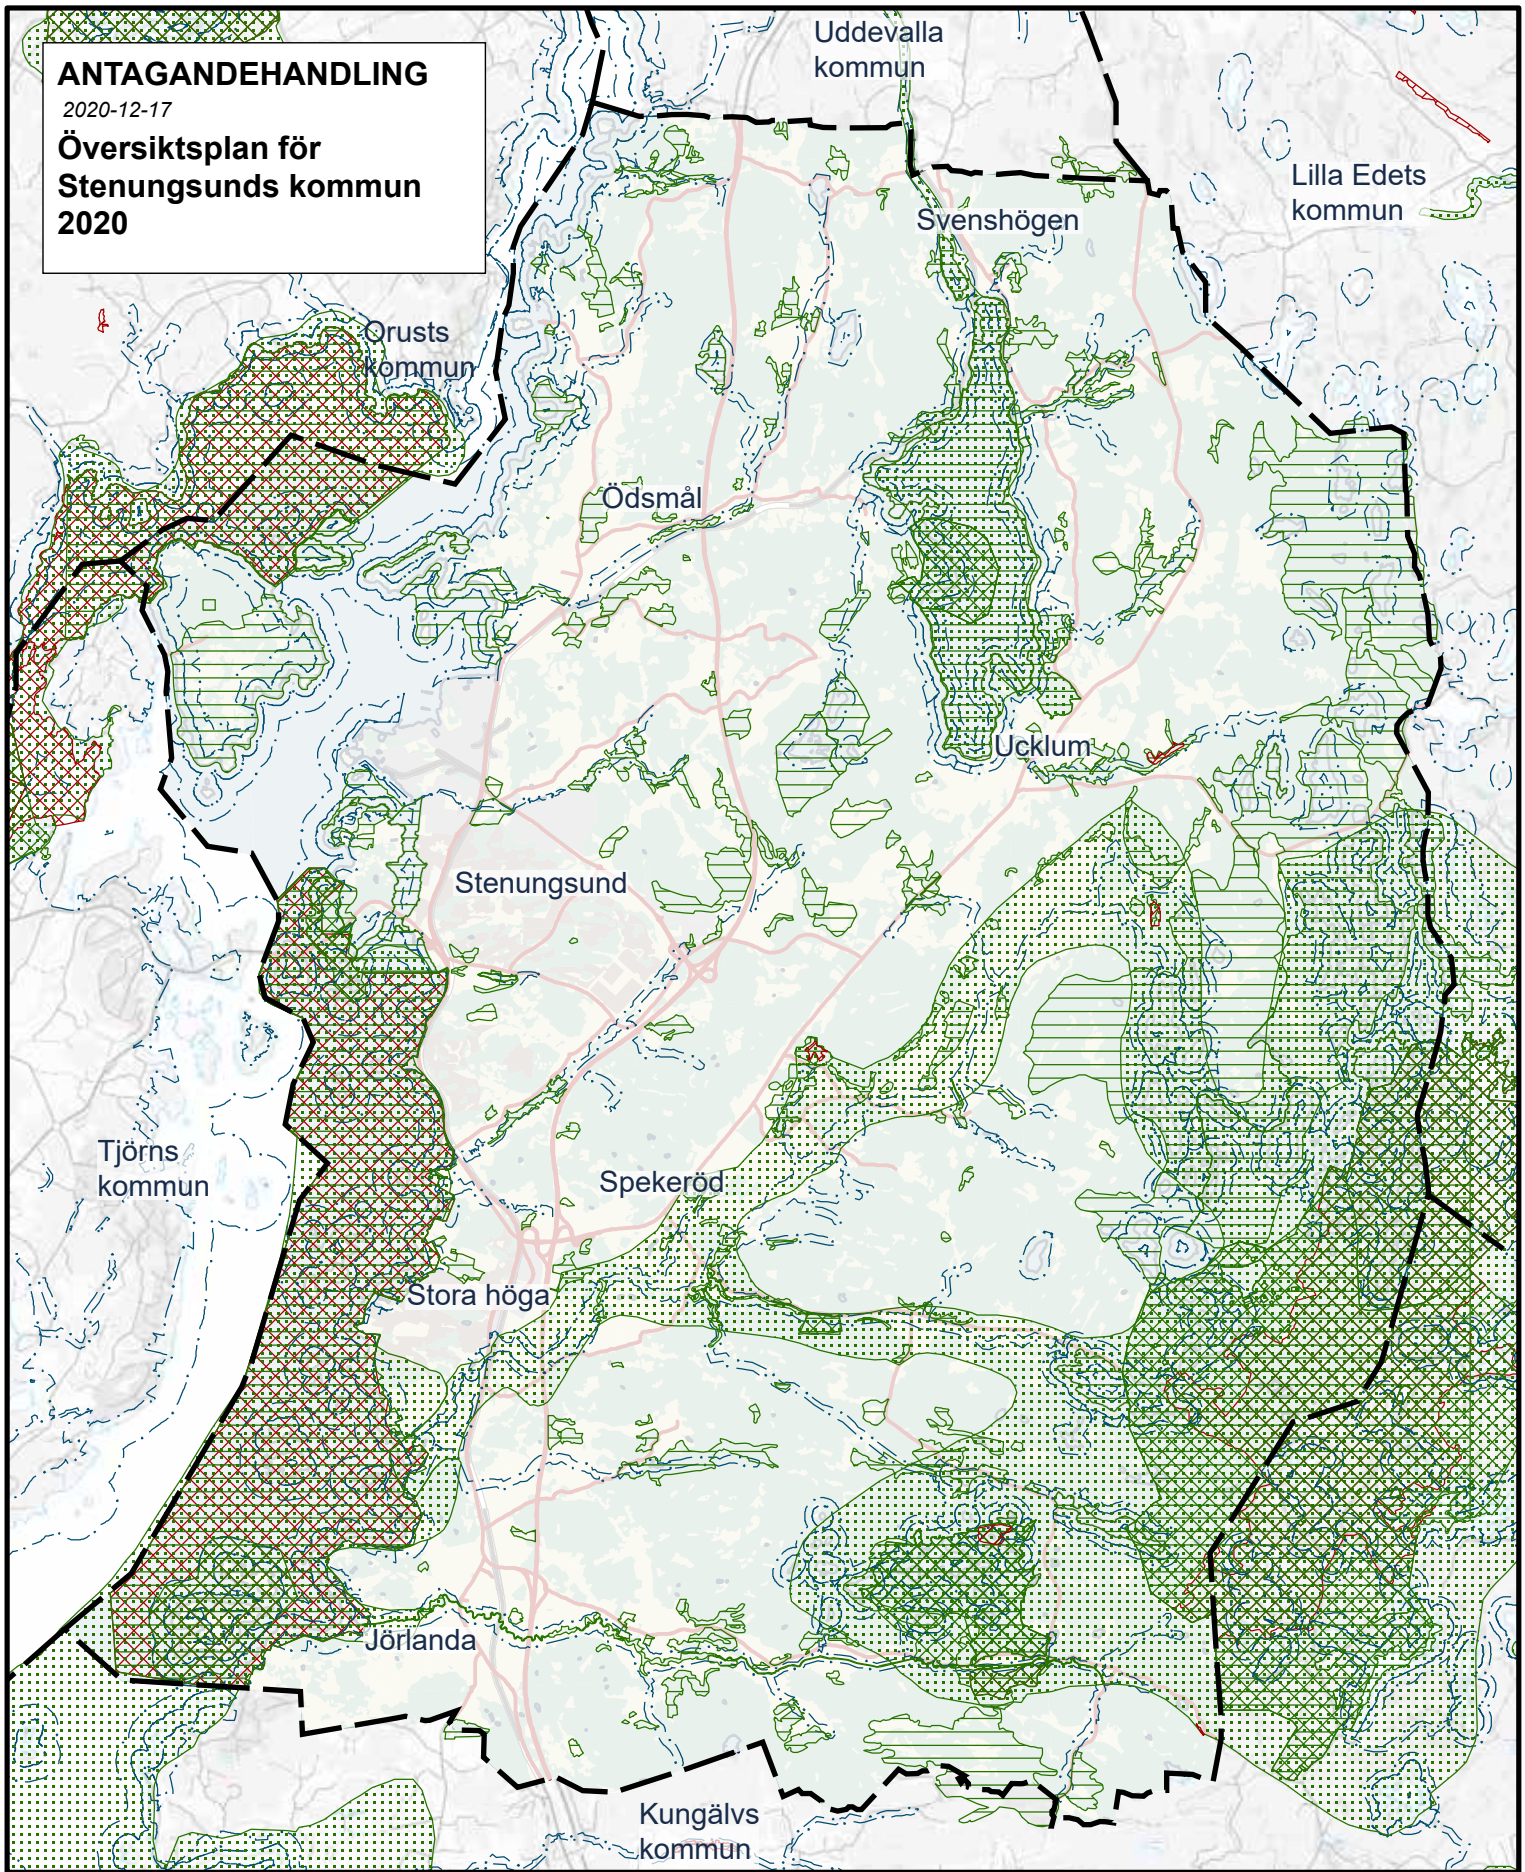 ANTAGANDEHANDLING
2020-12-17
Översiktsplan för
Stenungsunds kommun
2020
Uddevalla
kommun
Lilla Edets
kommun
Svenshögen
Orusts
kommun
Ödsmål
Ucklum
Stenungsund
Tjörns
kommun
Spekeröd
Stora höga
Jörlanda
Kungälvs
kommun